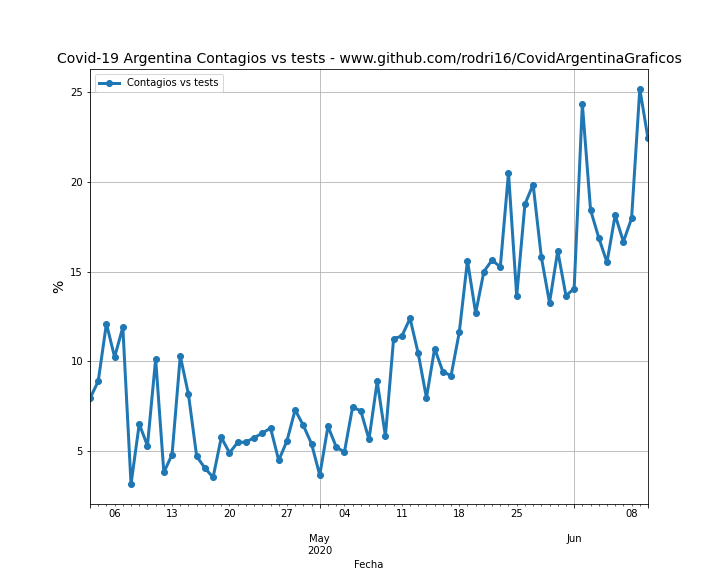 Covid-19 Argentina Contagios vs tests - www.github.com/rodri16/CovidArgentinaGraficos
Contagios vs tests
25
20
15
10
5
%
06 13 20 27 04 11 18 25 08
May Jun
2020
Fecha